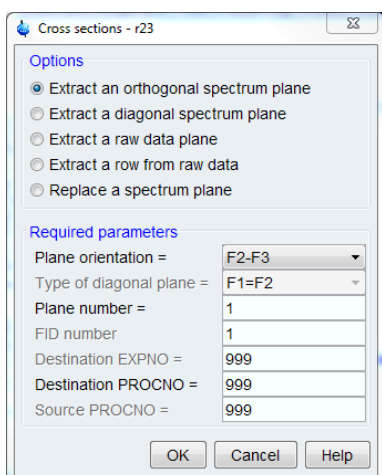 Cross sections - r23
Options
Extract an orthogonal spectrum plane
Extract a diagonal spectrum plane
Extract a raw data plane
Extract a row from raw data
Replace a spectrum plane
Required parameters
Plane orientation = F2-F3
Type of diagonal plane = F1=F2
Plane number = 1
FID number 1
Destination EXPNO = 999
Destination PROCNO = 999
Source PROCNO = 999
OK Cancel Help